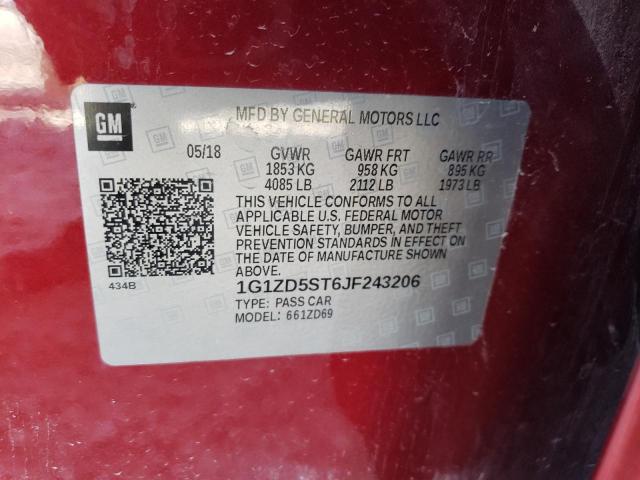 GM
MFD BY GENERAL MOTORS LLC
05/18 GVWR GAWR FRT GAWR RR
1853 KG 958 KG 895 KG
4085 LB 2112 LB 1973 LB
THIS VEHICLE CONFORMS TO ALL
APPLICABLE U.S. FEDERAL MOTOR
VEHICLE SAFETY, BUMPER, AND THEFT
PREVENTION STANDARDS IN EFFECT ON
THE DATE OF MANUFACTURE SHOWN
ABOVE.
434B
1G1ZD5ST6JF243206
TYPE: PASS CAR
MODEL: 661ZD69